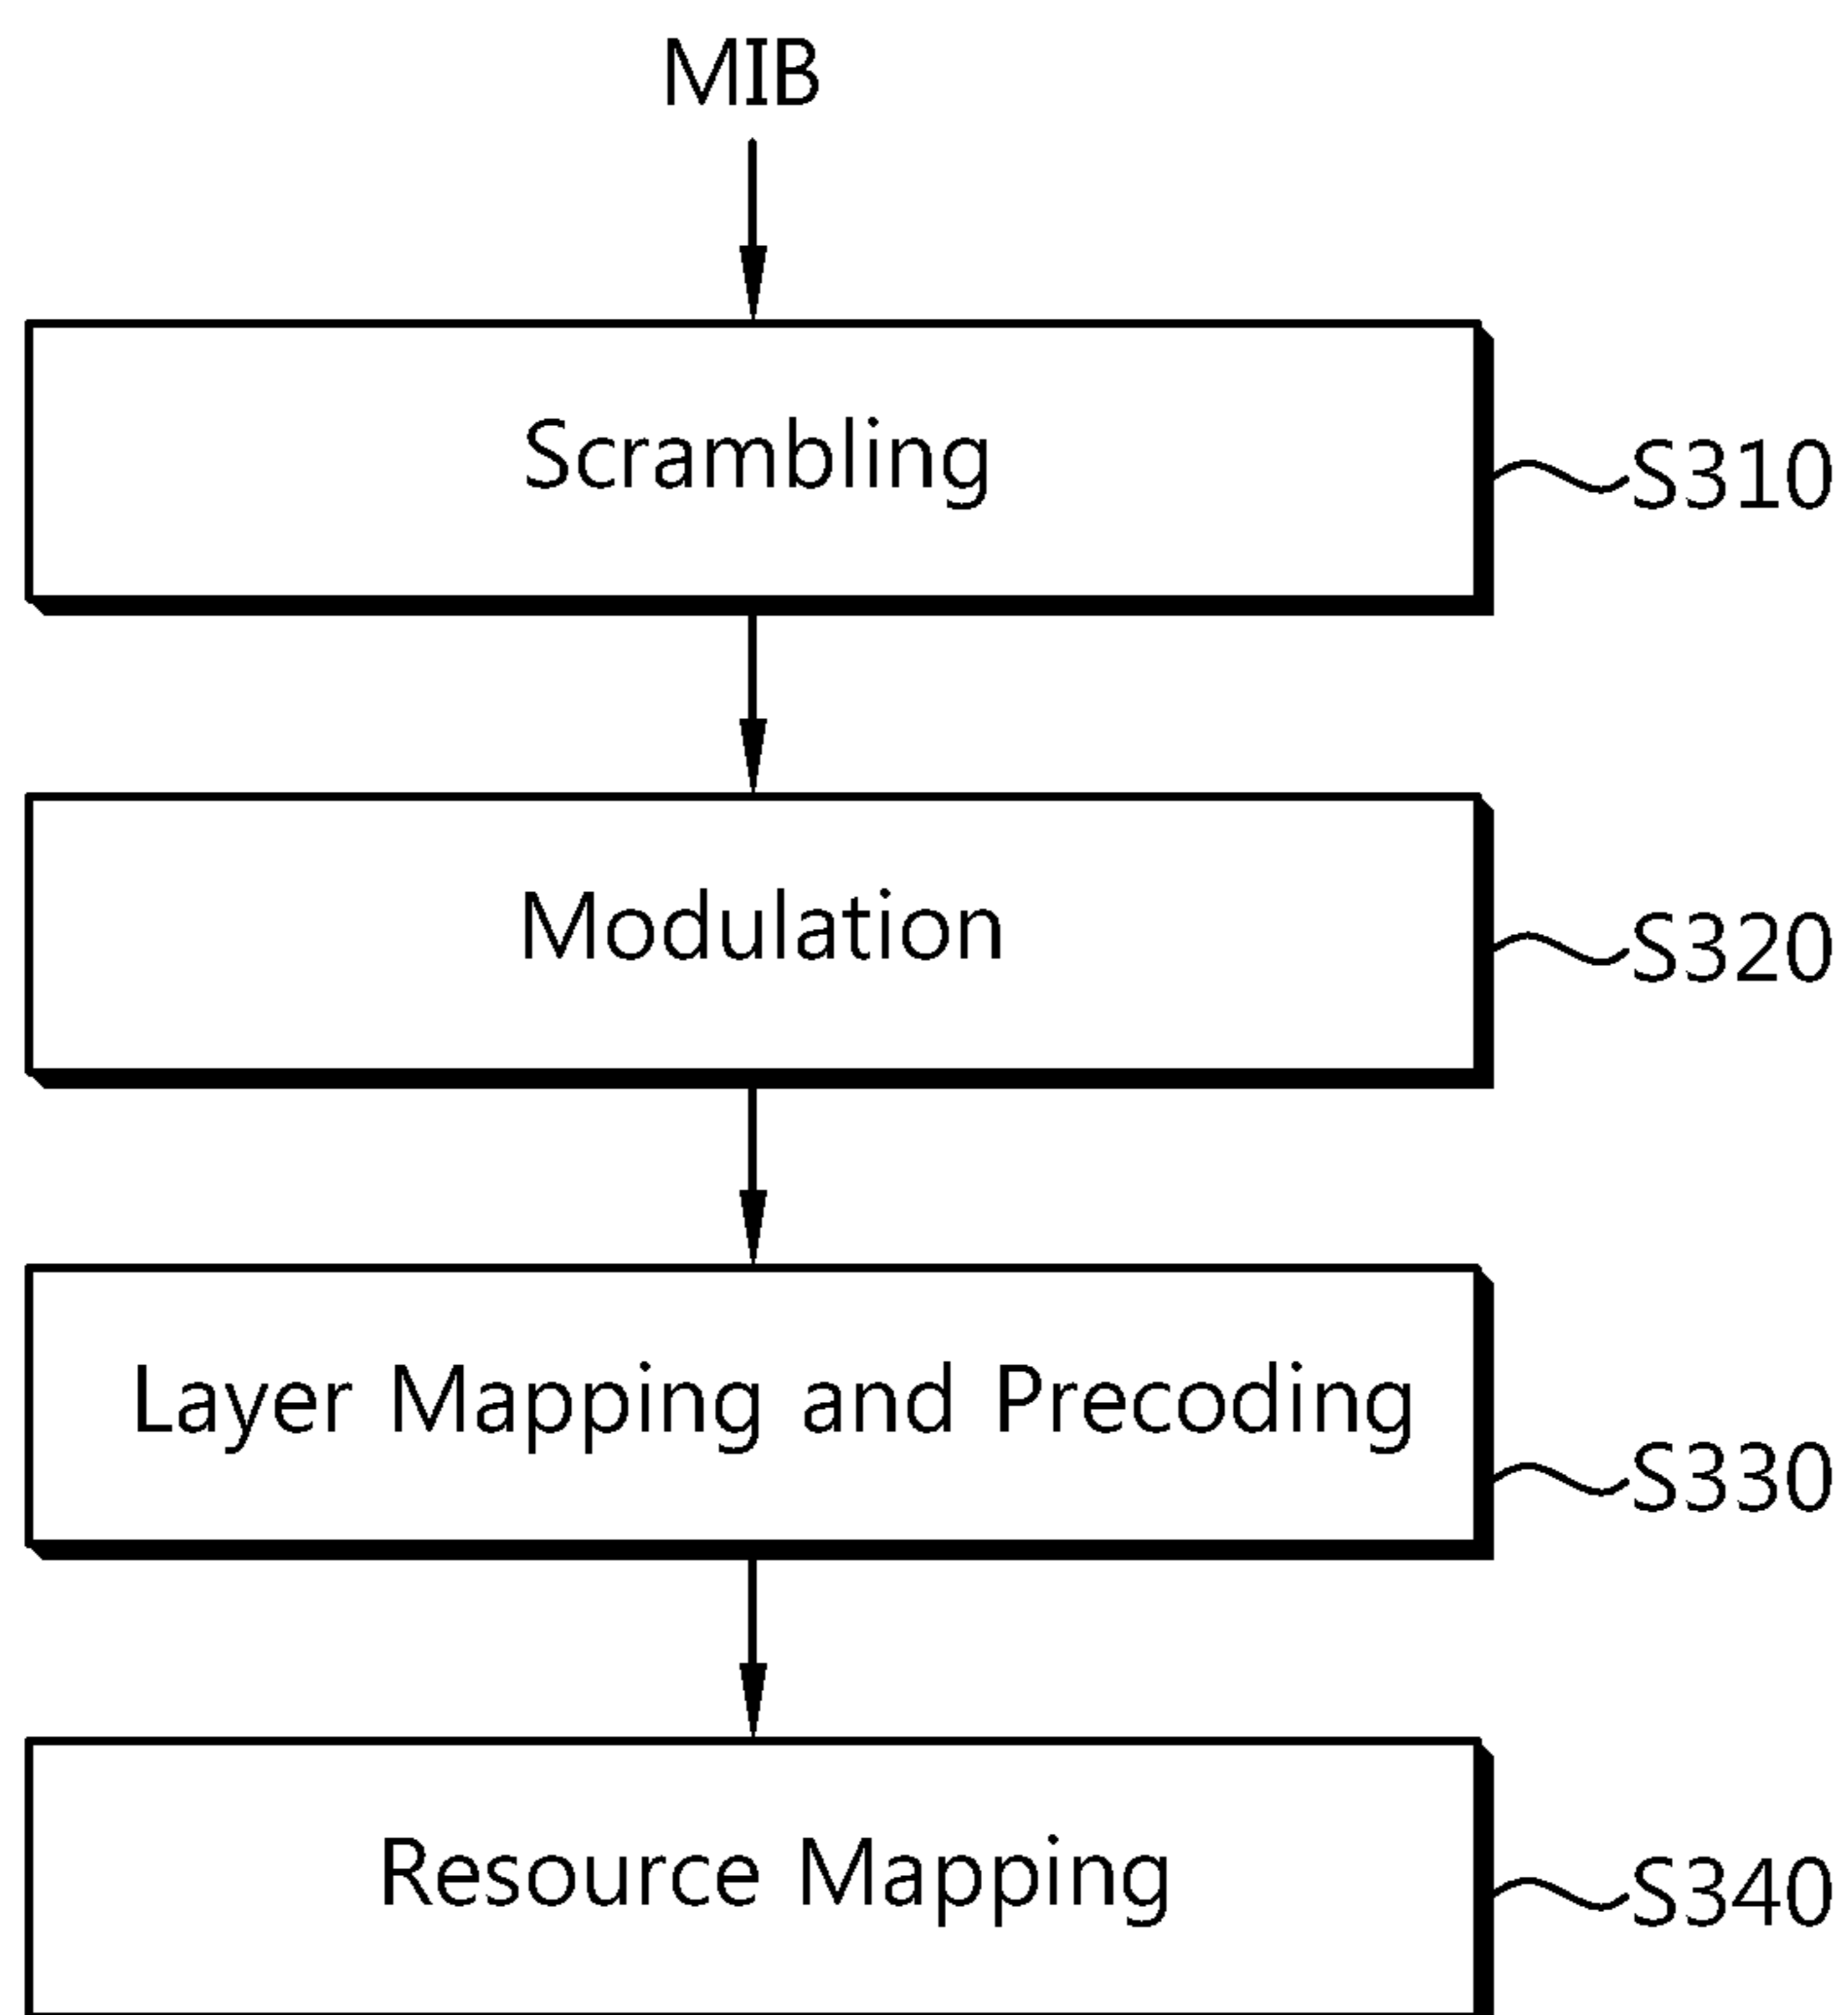 MIB
Scrambling
S310
Modulation
S320
Layer Mapping and Precoding
S330
Resource Mapping
S340